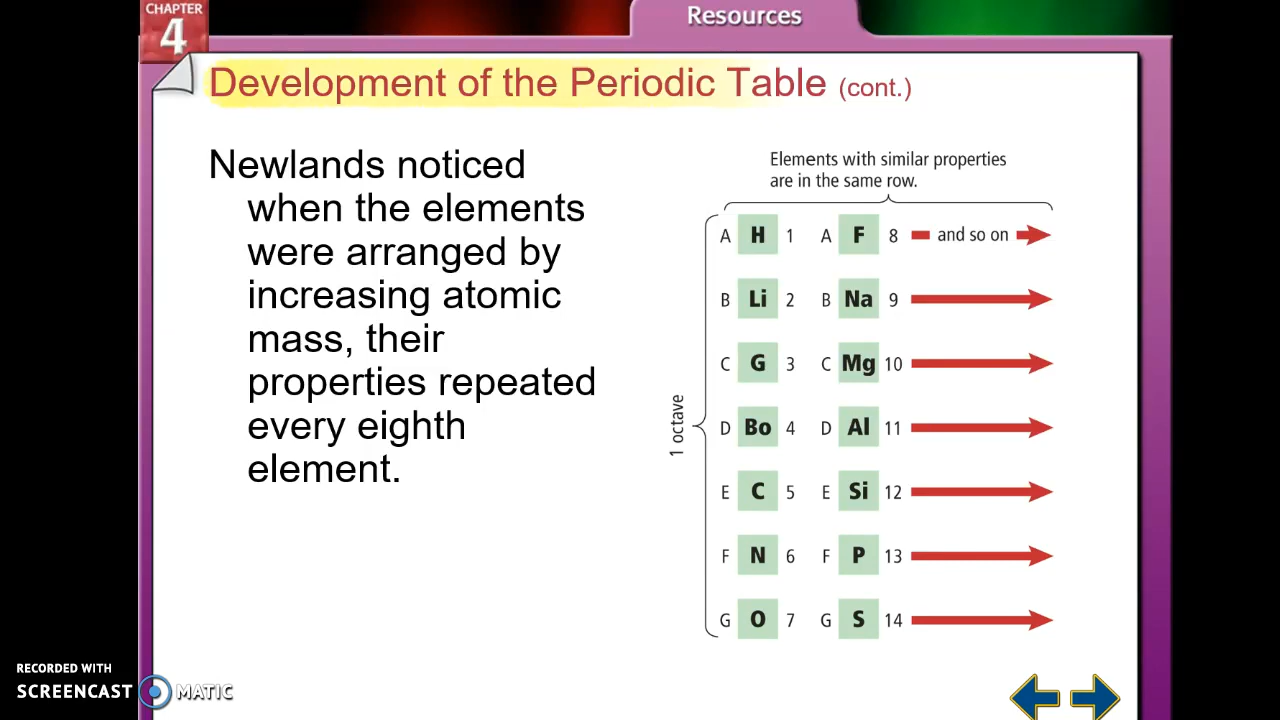 CHAPTER
4
Resources
Development of the Periodic Table (cont.)
Newlands noticed
when the elements
were arranged by
increasing atomic
mass, their
properties repeated
every eighth
element.
Elements with similar properties
are in the same row.
1 octave
A H 1 A F 8 and so on
B Li 2 B Na 9
C G 3 C Mg 10
D Bo 4 D Al 11
E C 5 E Si 12
F N 6 F P 13
G O 7 G S 14
RECORDED WITH
SCREENCAST MATIC